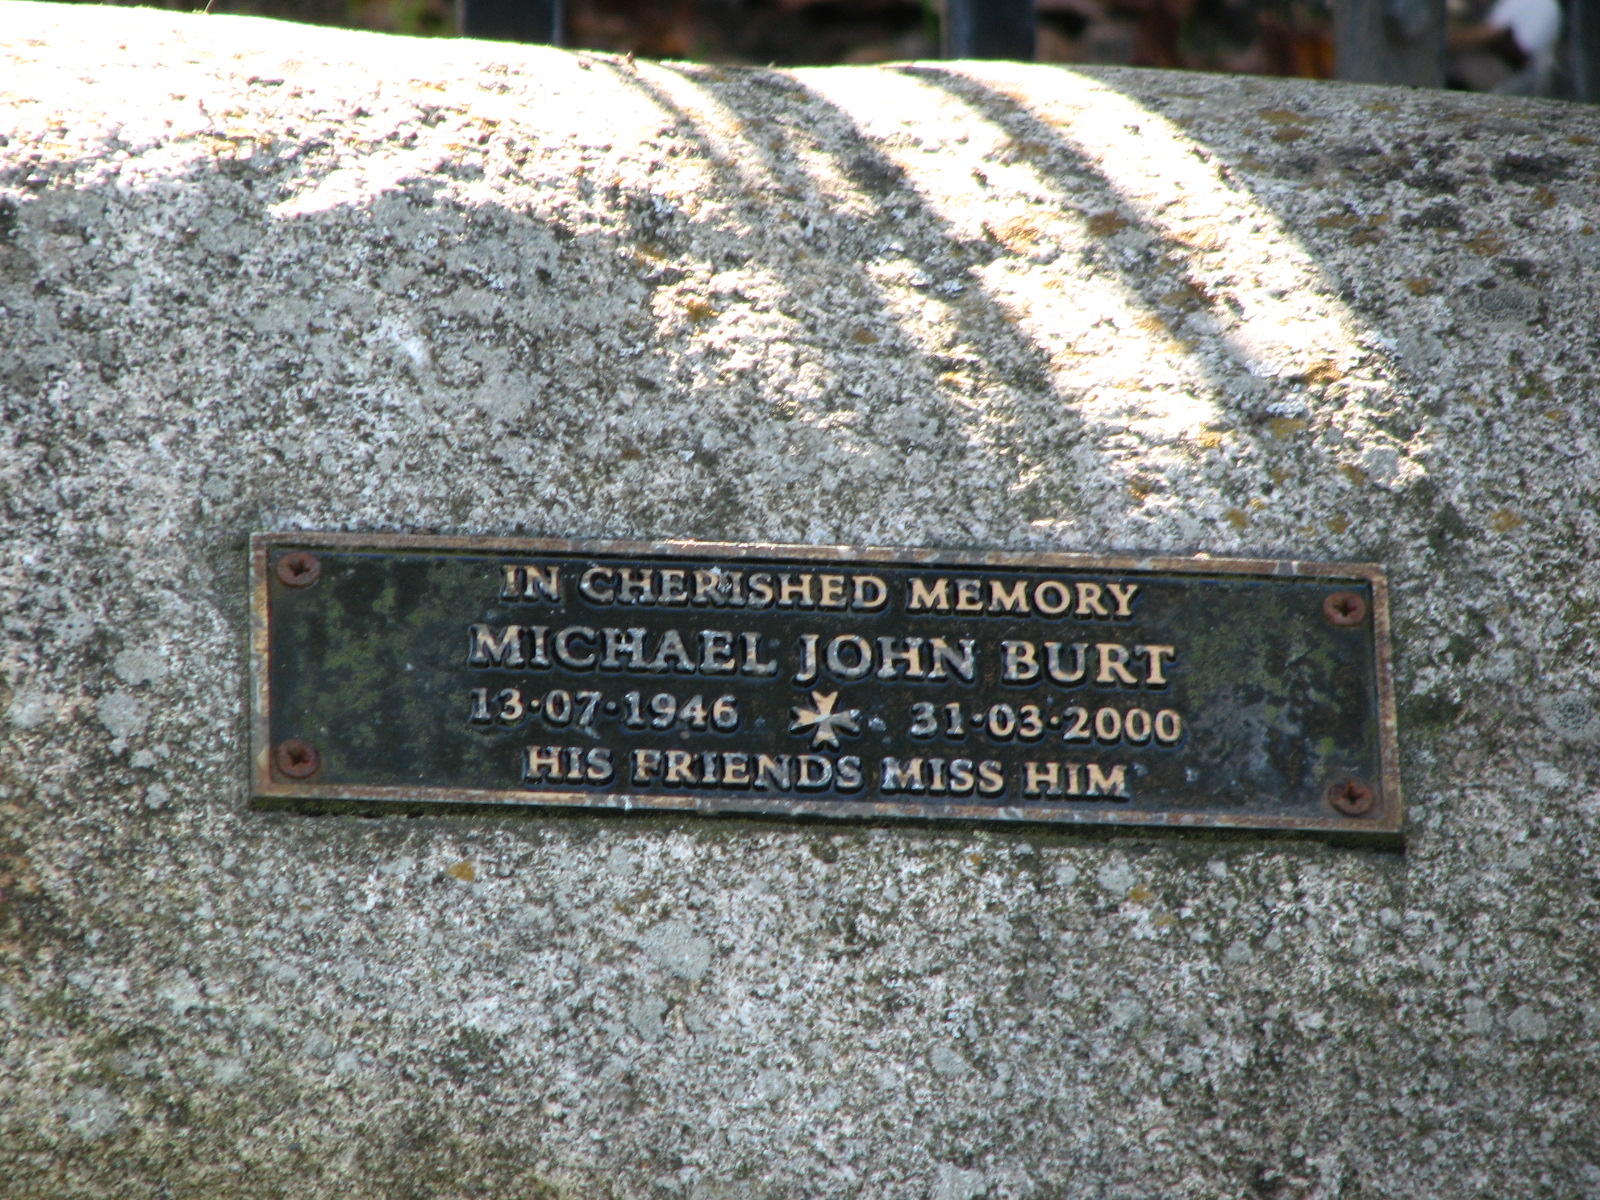 IN CHERISHED MEMORY
MICHAEL JOHN BURT
13·07·1946 31·03·2000
HIS FRIENDS MISS HIM